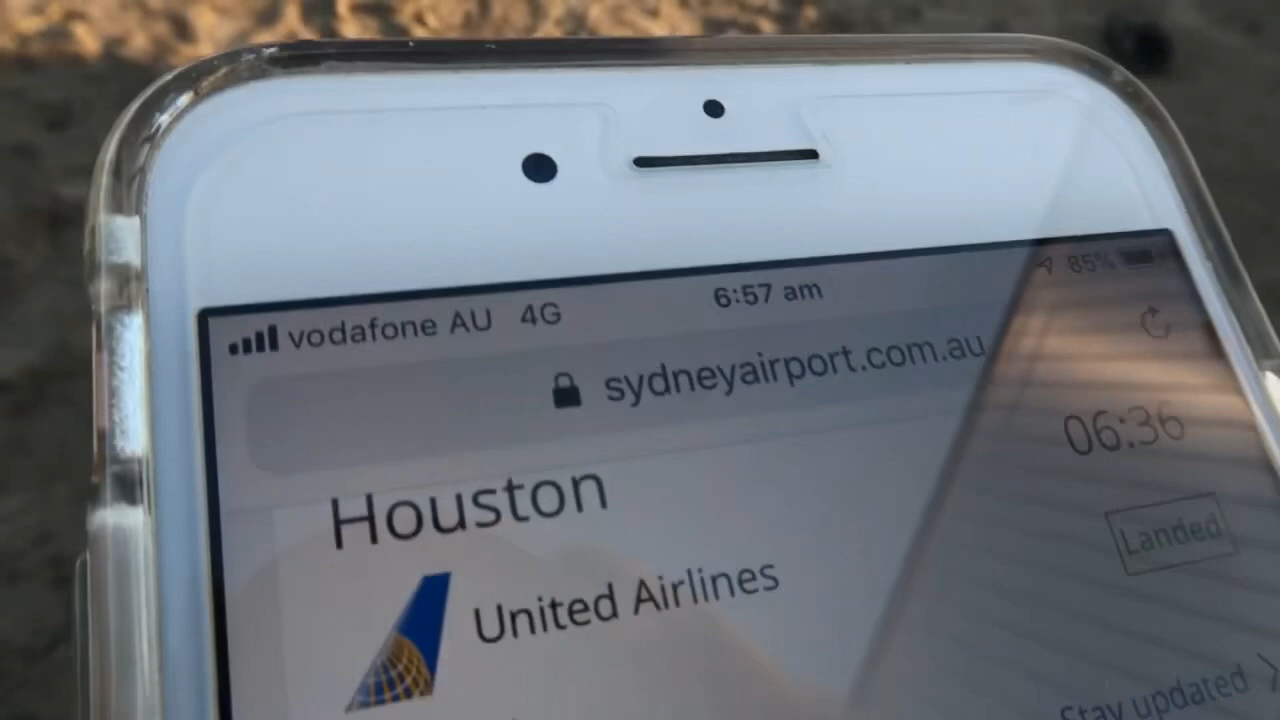 vodafone AU 4G 6:57 am 85%
sydneyairport.com.au
06:36
Houston
Landed
United Airlines
Stay updated